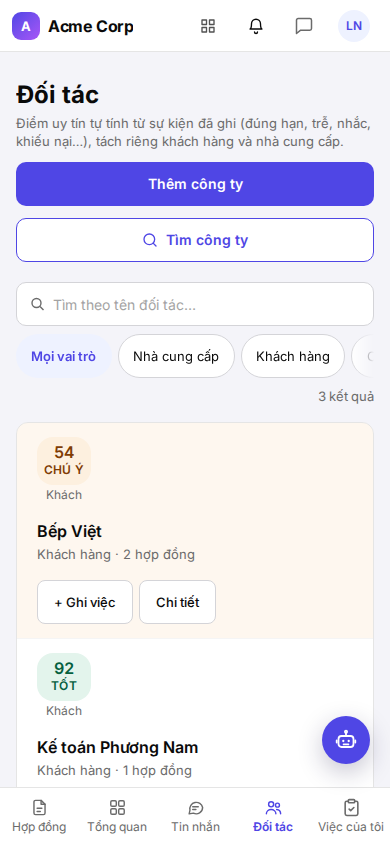 A
Acme Corp
LN
Đối tác
Điểm uy tín tự tính từ sự kiện đã ghi (đúng hạn, trễ, nhắc,
khiếu nại...), tách riêng khách hàng và nhà cung cấp.
Thêm công ty
Tìm công ty
Tìm theo tên đối tác...
Mọi vai trò
Nhà cung cấp
Khách hàng
3 kết quả
54
CHÚ Ý
Khách
Bếp Việt
Khách hàng · 2 hợp đồng
+ Ghi việc
Chi tiết
92
TỐT
Khách
Kế toán Phương Nam
Khách hàng · 1 hợp đồng
Hợp đồng
Tổng quan
Tin nhắn
Đối tác
Việc của tôi